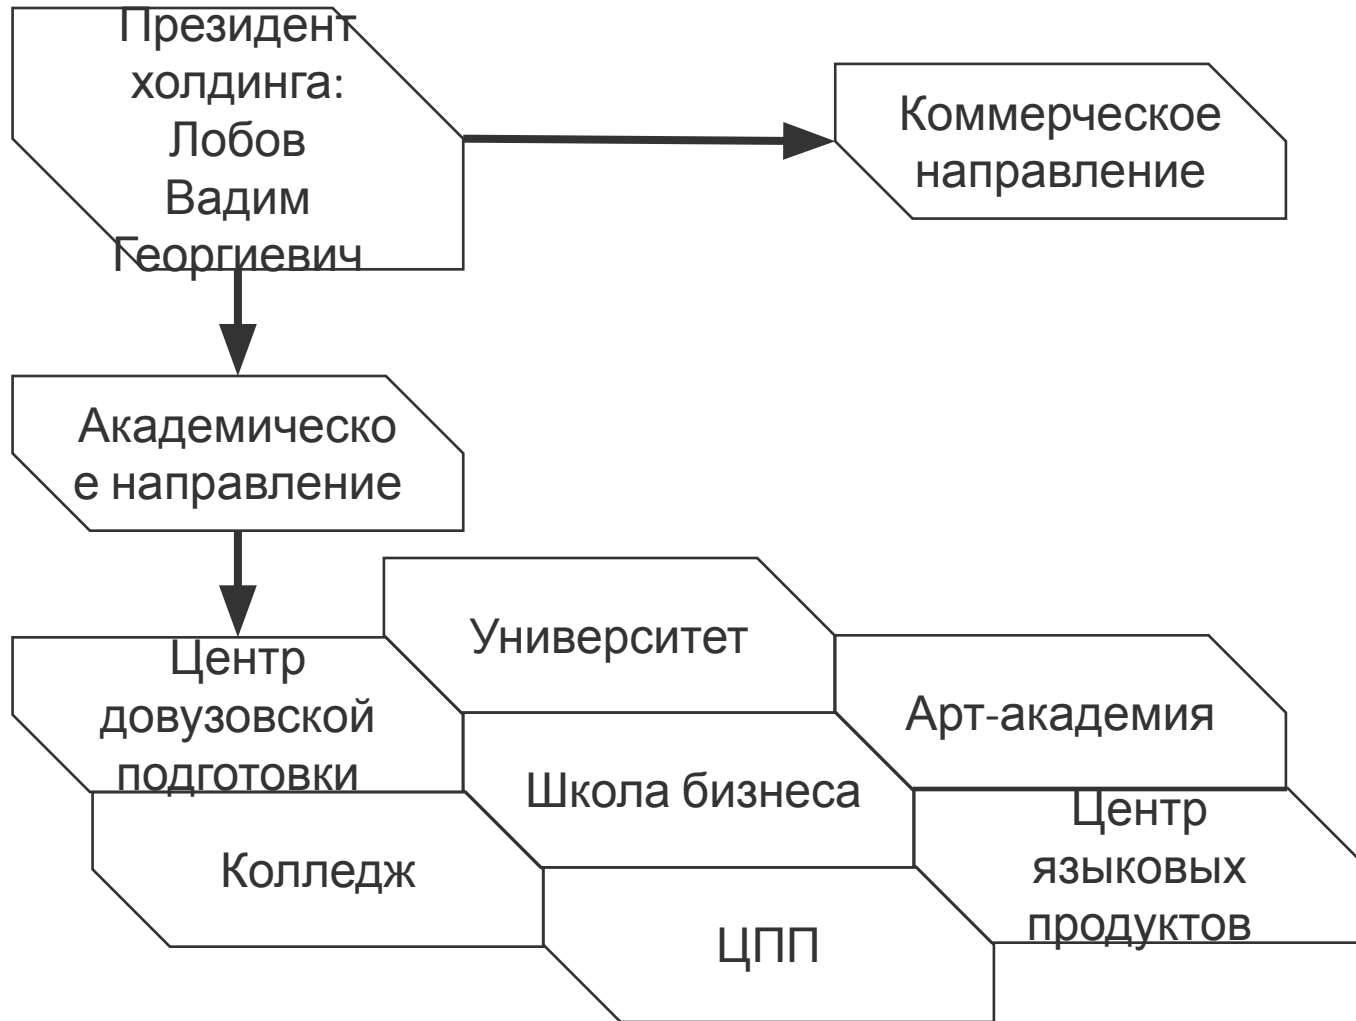 Президент
холдинга:
Лобов
Вадим
Георгиевич
Коммерческое
направление
Академическо
е направление
Университет
Центр
довузовской
подготовки
Арт-академия
Школа бизнеса
Центр
языковых
продуктов
Колледж
ЦПП